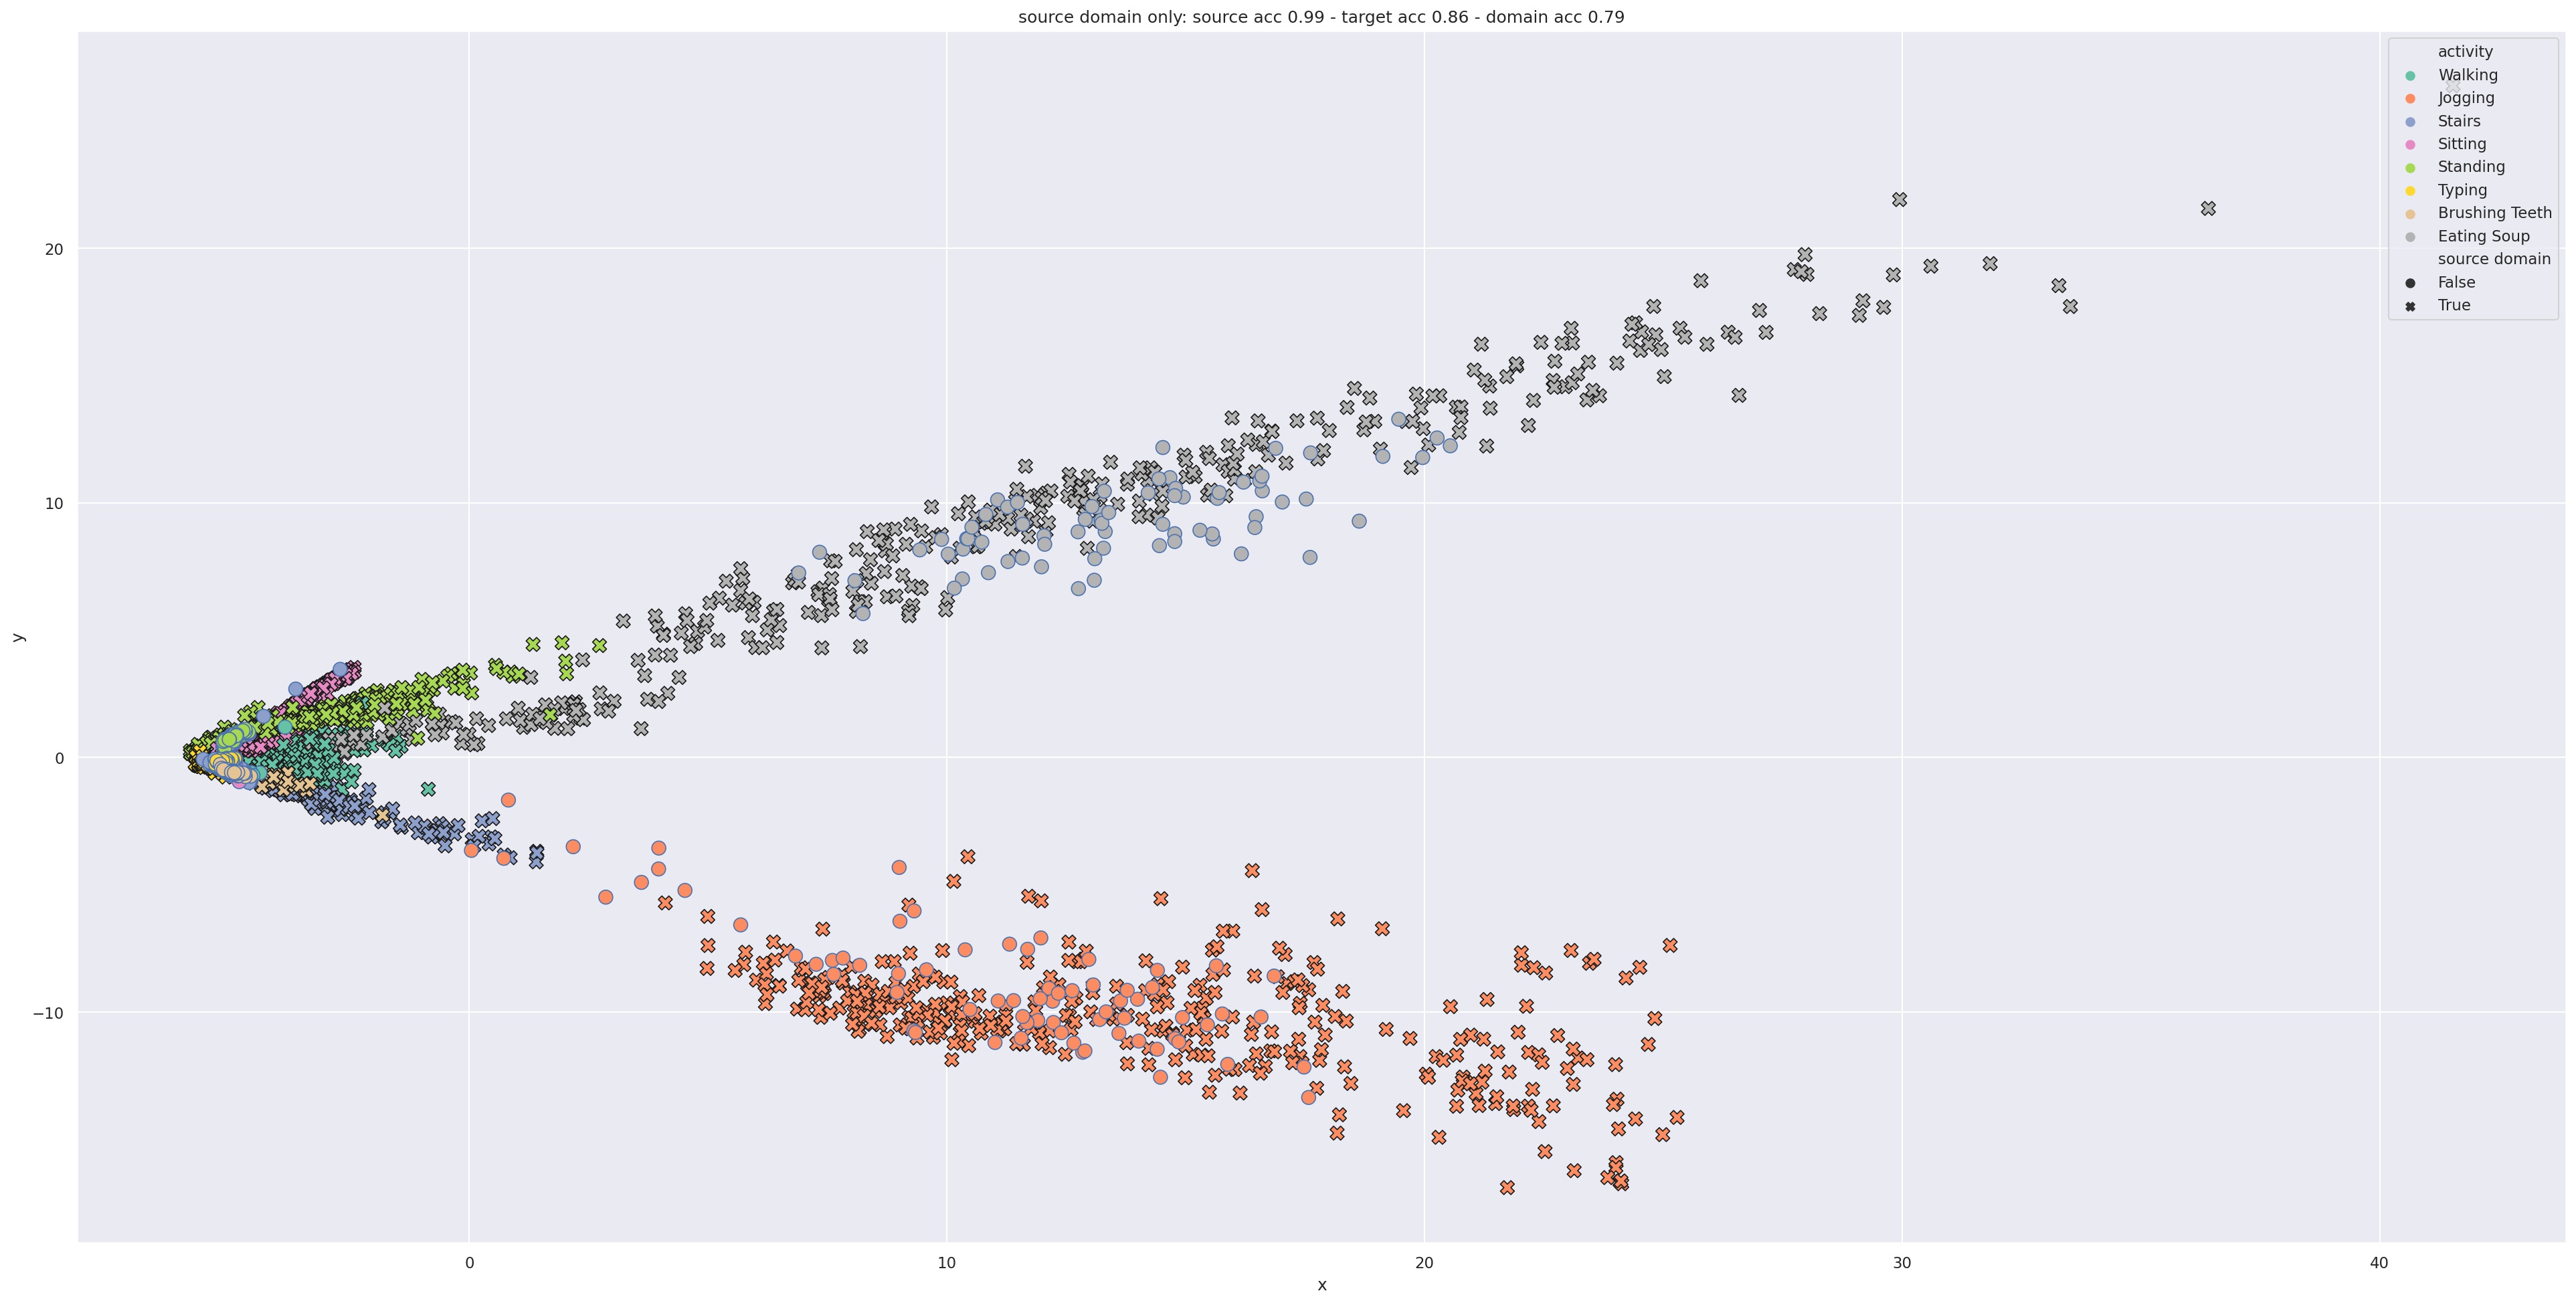 source domain only: source acc 0.99 - target acc 0.86 - domain acc 0.79
activity
Walking
Jogging
Stairs
Sitting
Standing
Typing
Brushing Teeth
Eating Soup
source domain
False
True
20
10
0
−10
y
0
10
20
30
40
x